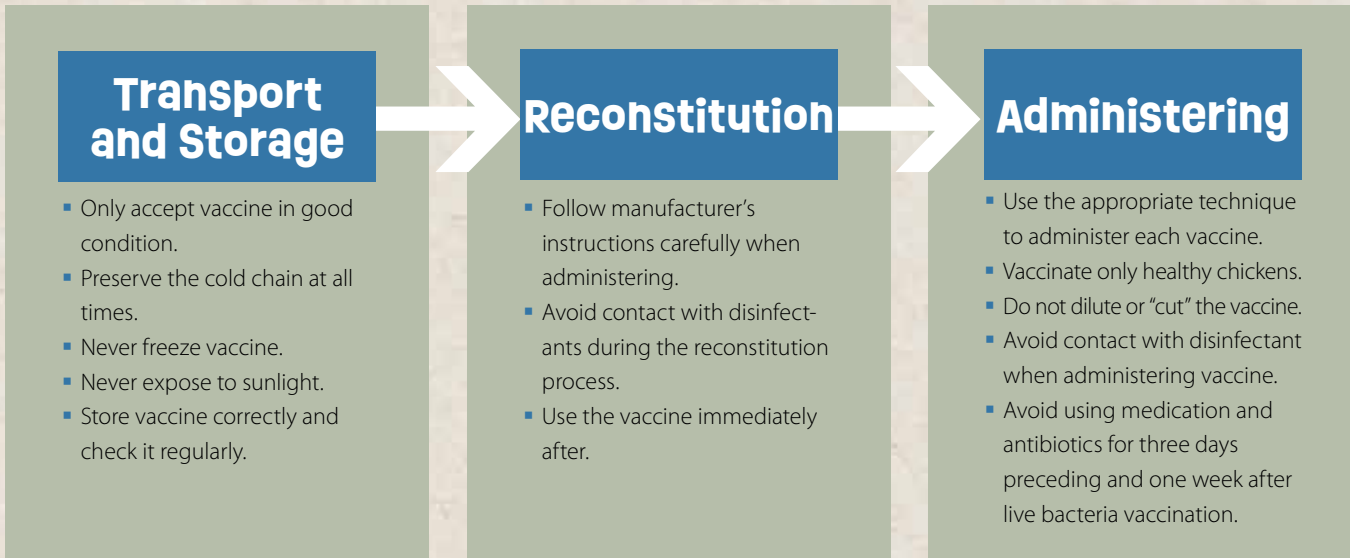 Transport
and Storage
▪ Only accept vaccine in good
condition.
▪ Preserve the cold chain at all
times.
▪ Never freeze vaccine.
▪ Never expose to sunlight.
▪ Store vaccine correctly and
check it regularly.
Reconstitution
▪ Follow manufacturer’s
instructions carefully when
administering.
▪ Avoid contact with disinfect-
ants during the reconstitution
process.
▪ Use the vaccine immediately
after.
Administering
▪ Use the appropriate technique
to administer each vaccine.
▪ Vaccinate only healthy chickens.
▪ Do not dilute or “cut” the vaccine.
▪ Avoid contact with disinfectant
when administering vaccine.
▪ Avoid using medication and
antibiotics for three days
preceding and one week after
live bacteria vaccination.